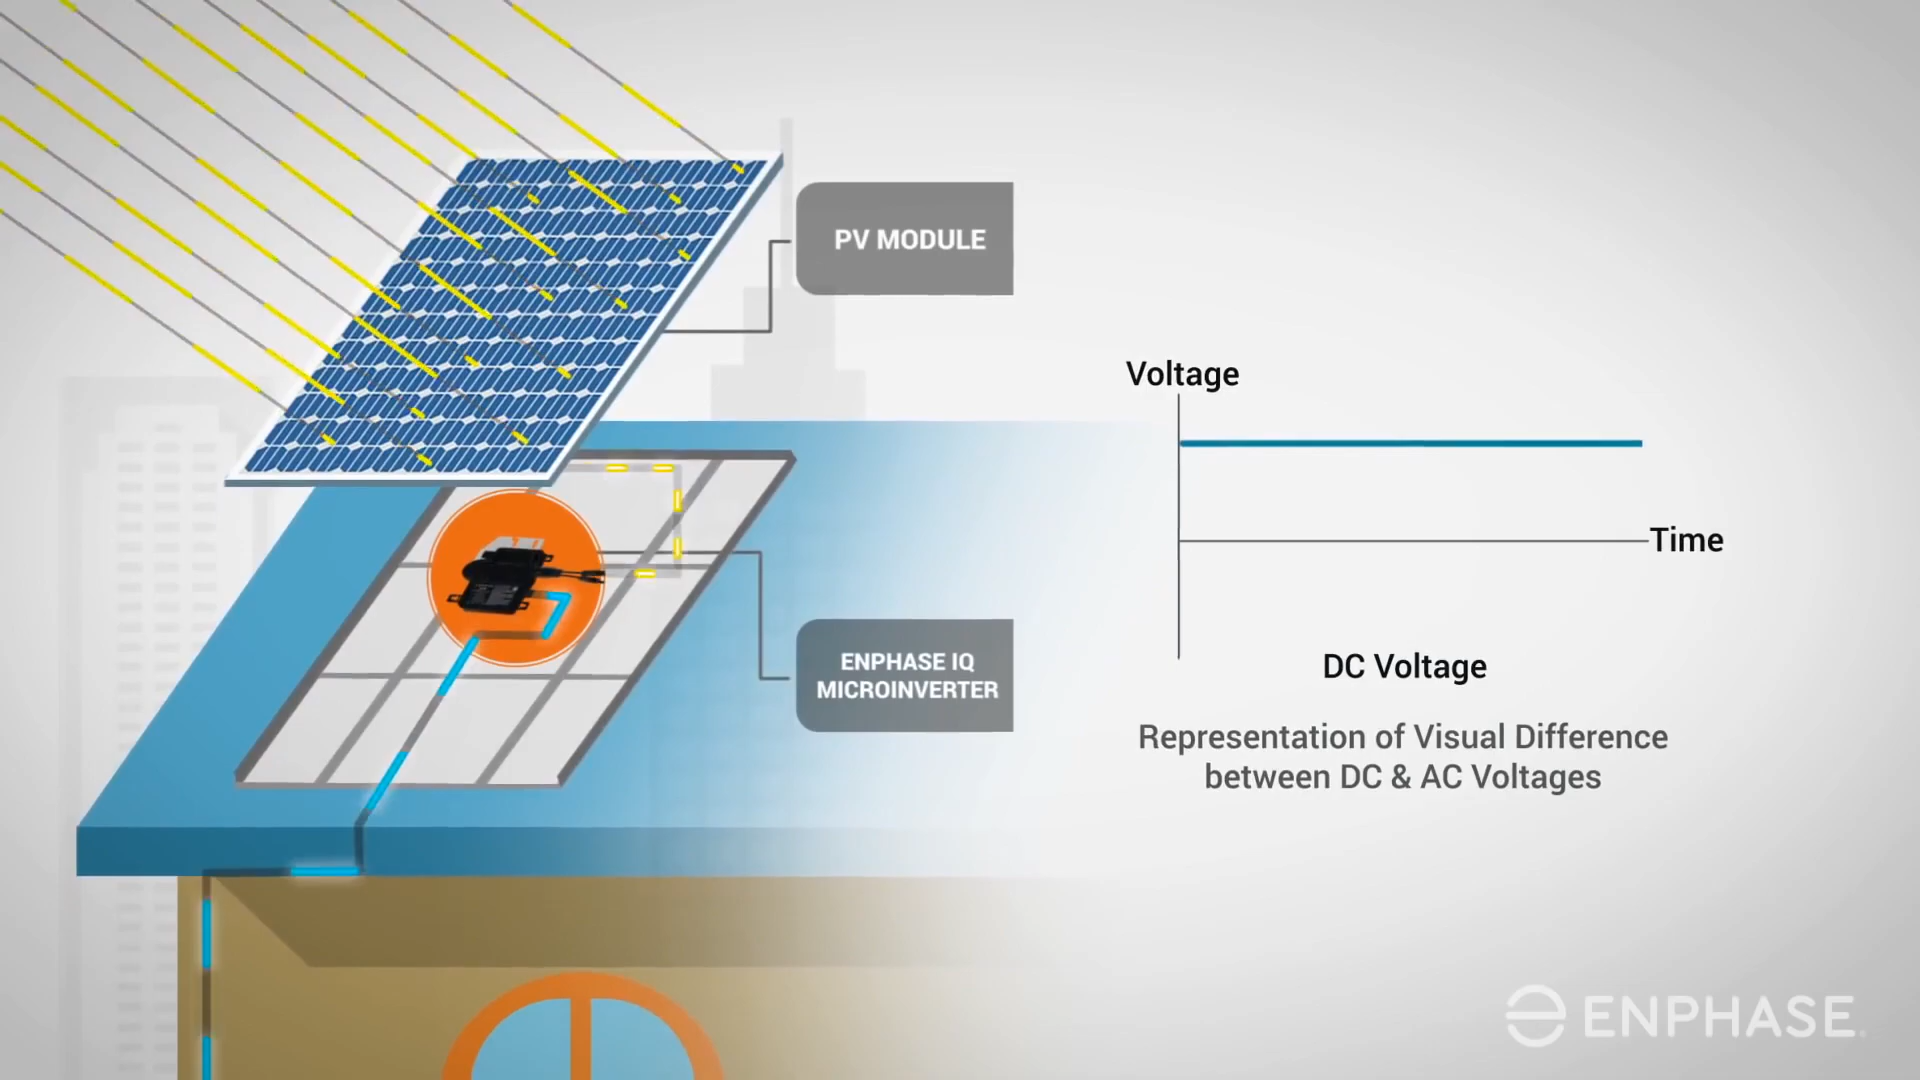 PV MODULE
ENPHASE IQ
MICROINVERTER
Voltage
Time
DC Voltage
Representation of Visual Difference
between DC & AC Voltages
ENPHASE